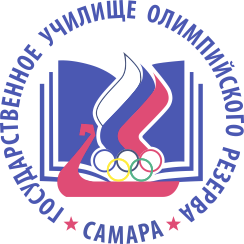 ГОСУДАРСТВЕННОЕ УЧИЛИЩЕ ОЛИМПИЙСКОГО РЕЗЕРВА
САМАРА